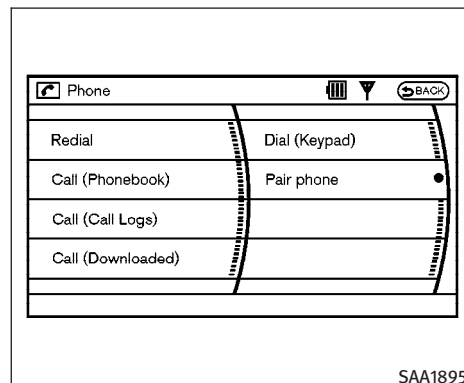 Phone
BACK
Redial
Dial (Keypad)
Call (Phonebook)
Pair phone
Call (Call Logs)
Call (Downloaded)
SAA1895